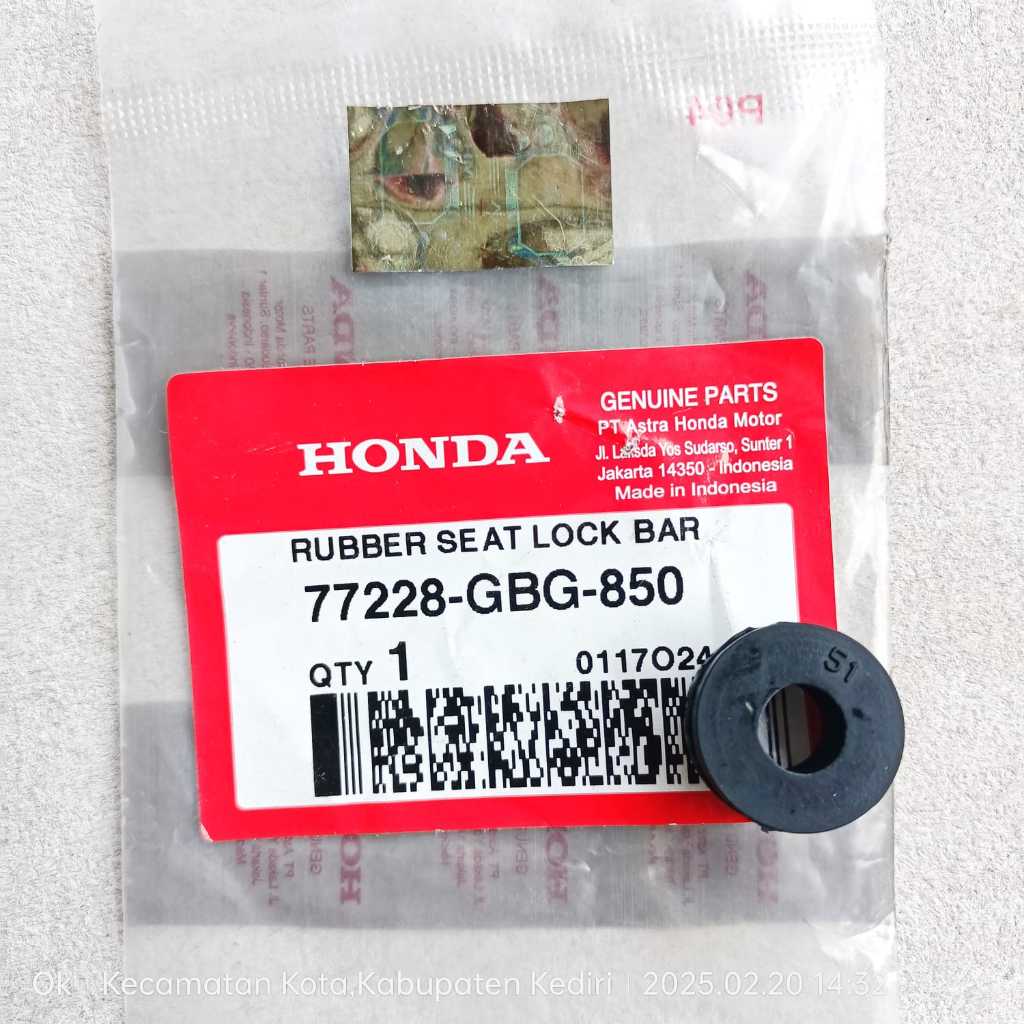 HONDA
GENUINE PARTS
PT Astra Honda Motor
Jl. Laksda Yos Sudarso, Sunter 1
Jakarta 14350 - Indonesia
Made in Indonesia
RUBBER SEAT LOCK BAR
77228-GBG-850
QTY 1
0117O24
51
Ok Kecamatan Kota,Kabupaten Kediri | 2025.02.20 14:32